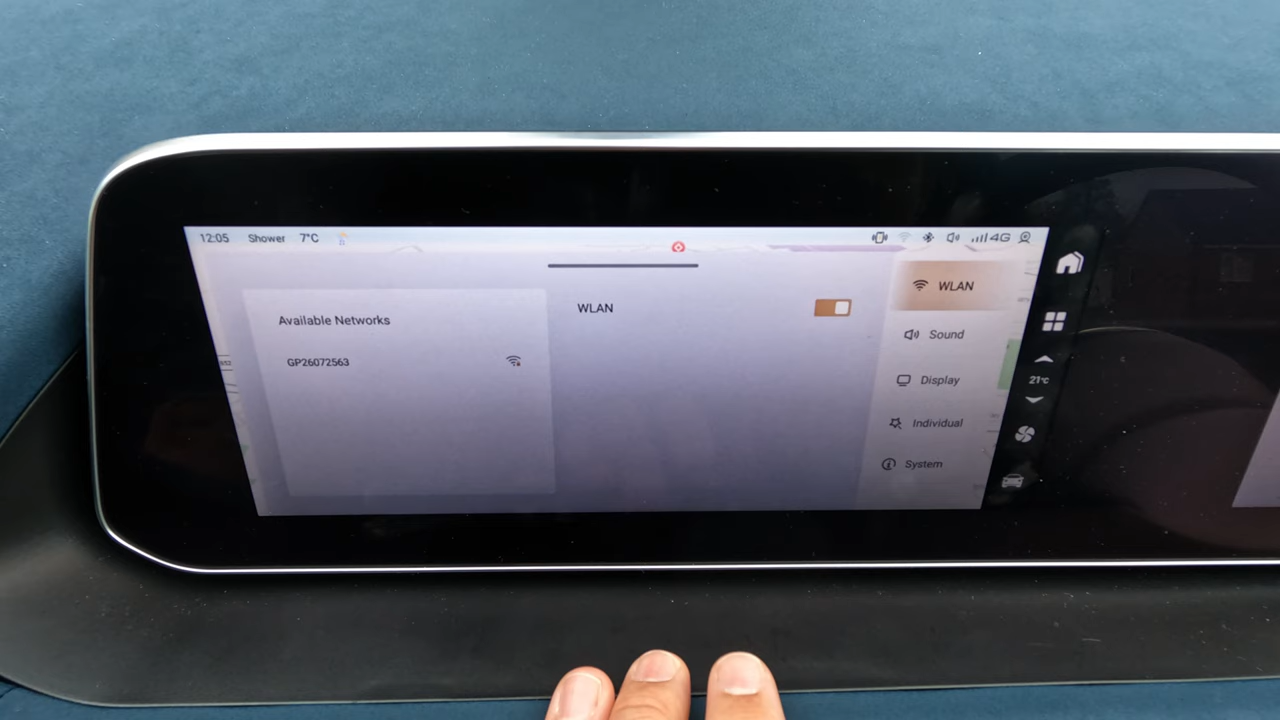 12:05 Shower 7°C 4G
WLAN
Available Networks
GP26072563
WLAN
Sound
Display
Individual
System
21°C